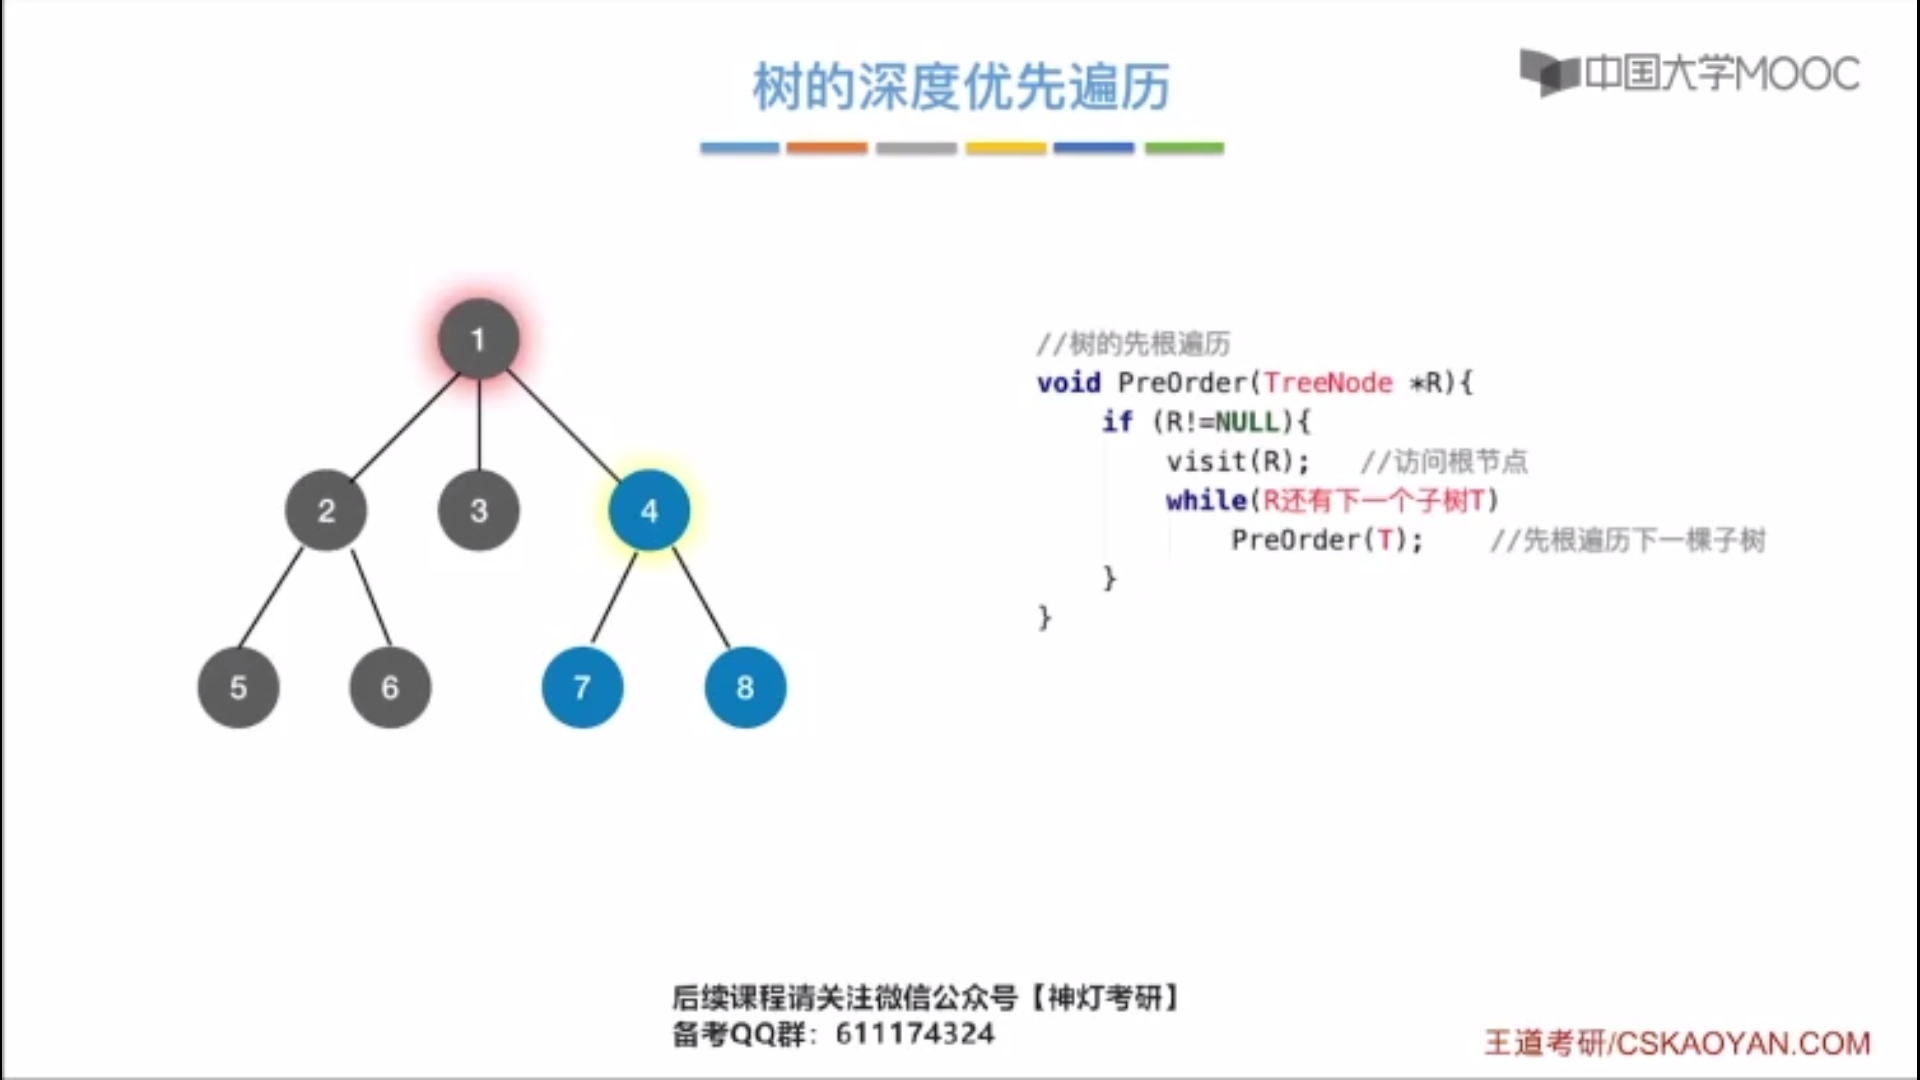 树的深度优先遍历
中国大学MOOC
1
2 3 4
5 6 7 8
//树的先根遍历
void PreOrder(TreeNode *R){
if (R!=NULL){
visit(R); //访问根节点
while(R还有下一个子树T)
PreOrder(T); //先根遍历下一棵子树
}
}
后续课程请关注微信公众号【神灯考研】
备考QQ群：611174324
王道考研/CSKAOYAN.COM